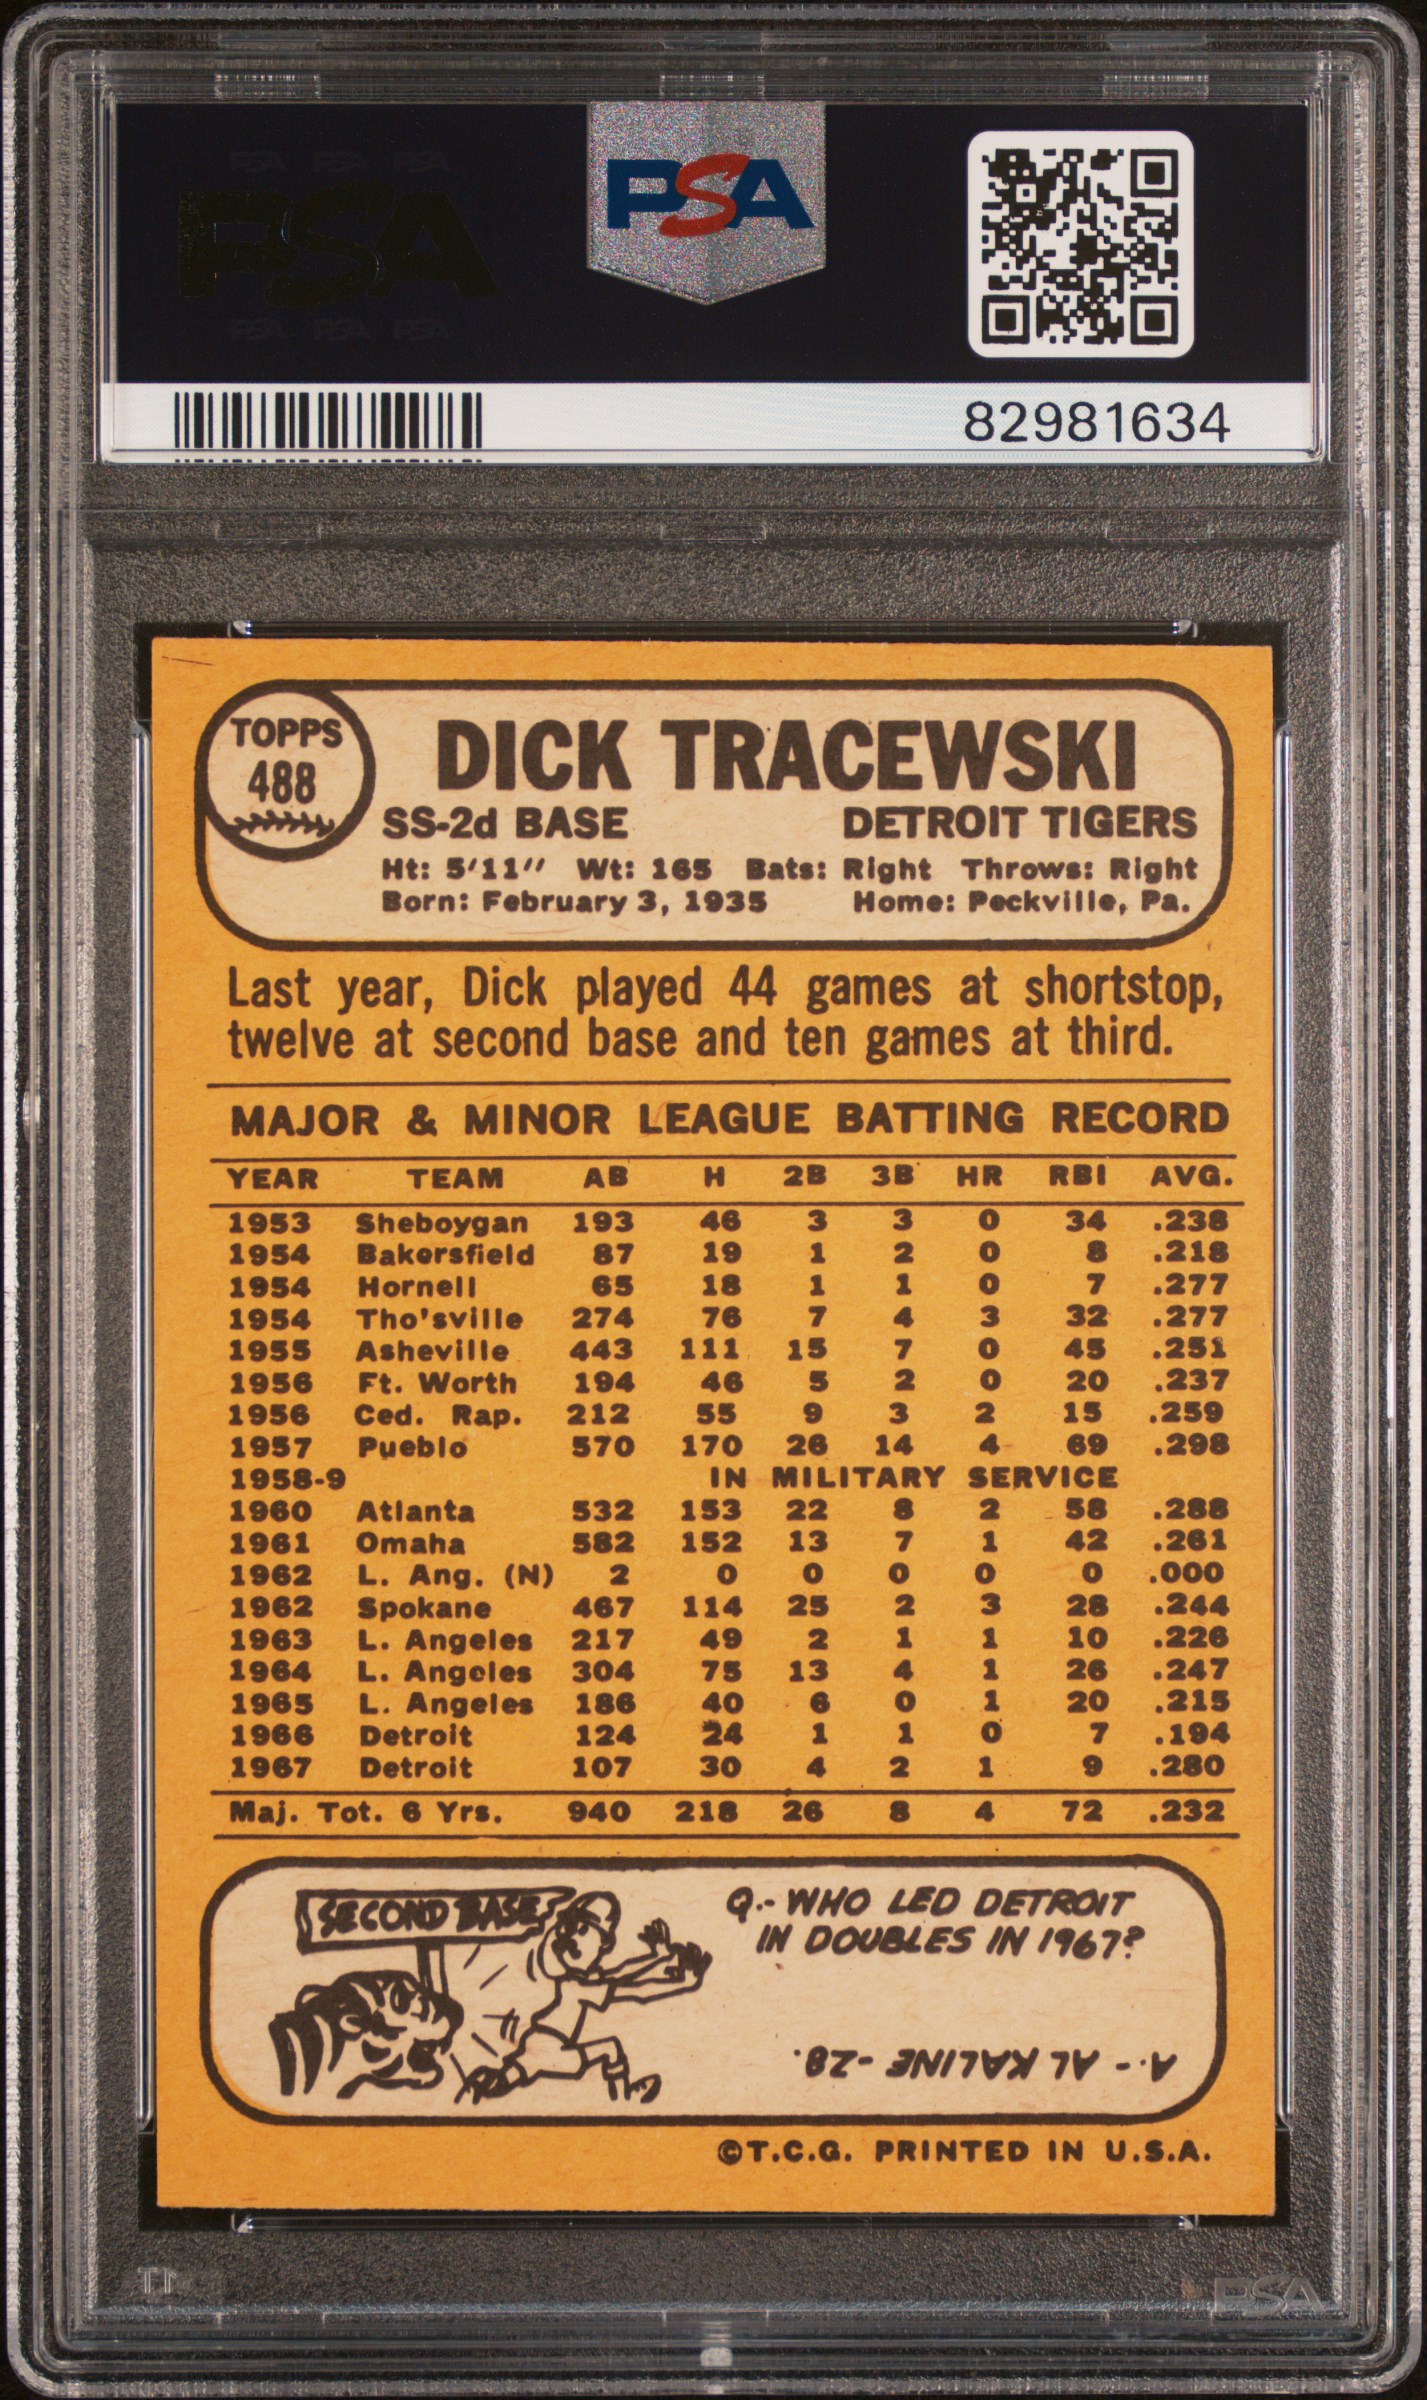 PSA PSA PSA
PSA
PSA PSA PSA
PSA
82981634
TOPPS
488
DICK TRACEWSKI
SS-2d BASE DETROIT TIGERS
Ht: 5'11" Wt: 165 Bats: Right Throws: Right
Born: February 3, 1935 Home: Peckville, Pa.
Last year, Dick played 44 games at shortstop,
twelve at second base and ten games at third.
MAJOR & MINOR LEAGUE BATTING RECORD
YEAR TEAM AB H 2B 3B HR RBI AVG.
1953 Sheboygan 193 46 3 3 0 34 .238
1954 Bakersfield 87 19 1 2 0 8 .218
1954 Hornell 65 18 1 1 0 7 .277
1954 Tho'sville 274 76 7 4 3 32 .277
1955 Asheville 443 111 15 7 0 45 .251
1956 Ft. Worth 194 46 5 2 0 20 .237
1956 Ced. Rap. 212 55 9 3 2 15 .259
1957 Pueblo 570 170 26 14 4 69 .298
1958-9 IN MILITARY SERVICE
1960 Atlanta 532 153 22 8 2 58 .288
1961 Omaha 582 152 13 7 1 42 .261
1962 L. Ang. (N) 2 0 0 0 0 0 .000
1962 Spokane 467 114 25 2 3 28 .244
1963 L. Angeles 217 49 2 1 1 10 .226
1964 L. Angeles 304 75 13 4 1 26 .247
1965 L. Angeles 186 40 6 0 1 20 .215
1966 Detroit 124 24 1 1 0 7 .194
1967 Detroit 107 30 4 2 1 9 .280
Maj. Tot. 6 Yrs. 940 218 26 8 4 72 .232
SECOND BASE
Q.- WHO LED DETROIT
IN DOUBLES IN 1967?
A.- AL KALINE -28.
©T.C.G. PRINTED IN U.S.A.
PSA